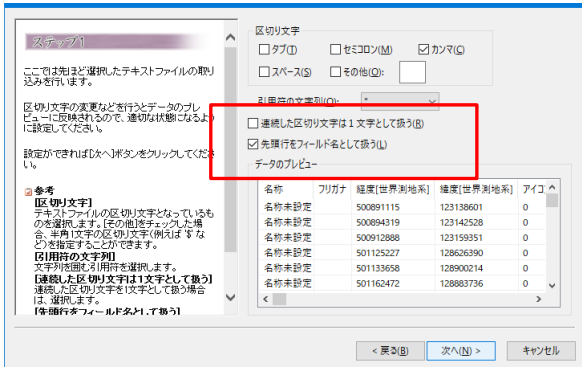 ステップ1
ここでは先ほど選択したテキストファイルの取り
込みを行います。
区切り文字の変更などを行うとデータのプレ
ビューに反映されるので、適切な状態になるよう
に設定してください。
設定ができれば[次へ]ボタンをクリックしてくださ
い。
参考
[区切り文字]
テキストファイルの区切り文字となっているも
のを選択します。[その他]をチェックした場
合、半角1文字の区切り文字(例えば '$' な
ど)を指定することができます。
[引用符の文字列]
文字列を囲む引用符を選択します。
[連続した区切り文字は1文字として扱う]
連続した区切り文字を1文字として扱う場合
は、選択します。
[先頭行をフィールド名として扱う]
区切り文字
タブ(T) セミコロン(M) カンマ(C)
スペース(S) その他(O):
引用符の文字列(Q): "
連続した区切り文字は1文字として扱う(R)
先頭行をフィールド名として扱う(L)
データのプレビュー
名称 フリガナ 経度[世界測地系] 緯度[世界測地系] アイコ
名称未設定 500891115 123138601 0
名称未設定 500894319 123142528 0
名称未設定 500912888 123159351 0
名称未設定 501125227 128626390 0
名称未設定 501133658 128900214 0
名称未設定 501162472 128883736 0
< 戻る(B) 次へ(N) > キャンセル